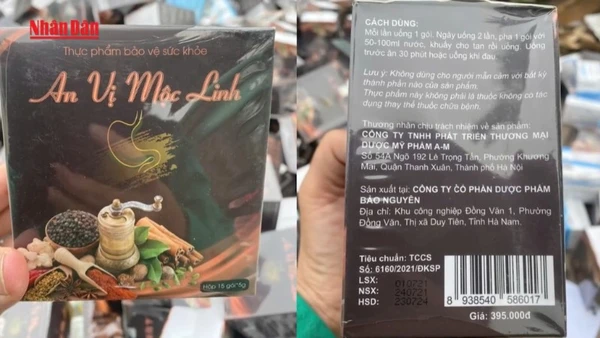 Nhân Dân
Thực phẩm bảo vệ sức khỏe
An Vị Mộc Linh
Hộp 15 gói*5g
CÁCH DÙNG:
Mỗi lần uống 1 gói. Ngày uống 2 lần, pha 1 gói với
50-100ml nước, khuấy cho tan rồi uống. Uống
trước ăn 30 phút hoặc uống khi đau.
Lưu ý: Không dùng cho người mẫn cảm với bất kỳ
thành phần nào của sản phẩm.
Thực phẩm này không phải là thuốc không có tác
dụng thay thế thuốc chữa bệnh.
Thương nhân chịu trách nhiệm về sản phẩm:
CÔNG TY TNHH PHÁT TRIỂN THƯƠNG MẠI
DƯỢC MỸ PHẨM A-M
Số 54A Ngõ 192 Lê Trọng Tấn, Phường Khương
Mai, Quận Thanh Xuân, Thành phố Hà Nội
Sản xuất tại: CÔNG TY CỔ PHẦN DƯỢC PHẨM
BẢO NGUYÊN
Địa chỉ: Khu công nghiệp Đồng Văn 1, Phường
Đồng Văn, Thị xã Duy Tiên, Tỉnh Hà Nam.
Tiêu chuẩn: TCCS
Số: 6160/2021/ĐKSP
LSX: 010721
NSX: 240721
HSD: 230724
8 938540 586017
Giá: 395.000đ